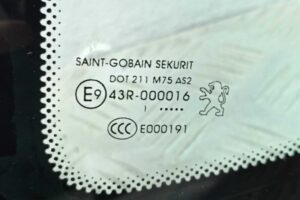 SAINT-GOBAIN SEKURIT
DOT 211 M75 AS2
E9 43R-000016
CCC E000191